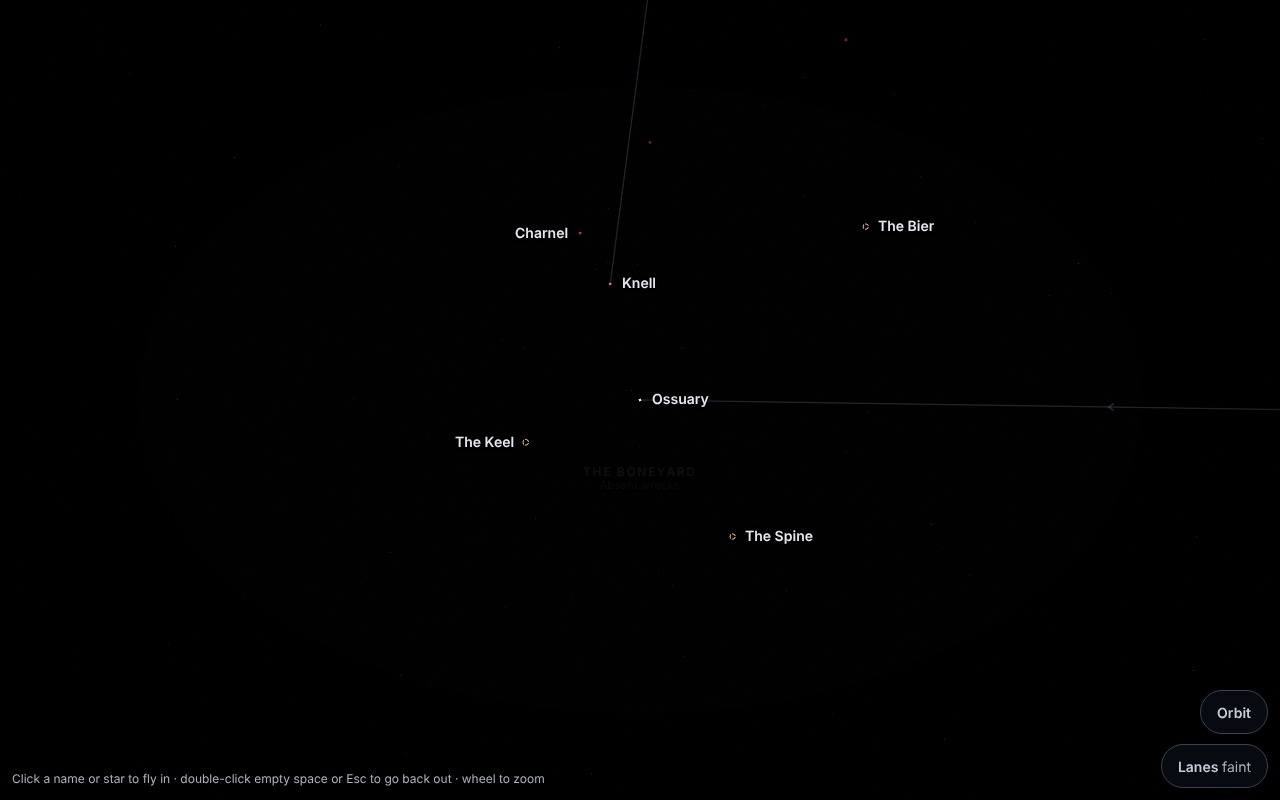 The Bier
Charnel
Knell
Ossuary
The Keel
THE BONEYARD
Absent wrecks
The Spine
Orbit
Lanes faint
Click a name or star to fly in · double-click empty space or Esc to go back out · wheel to zoom